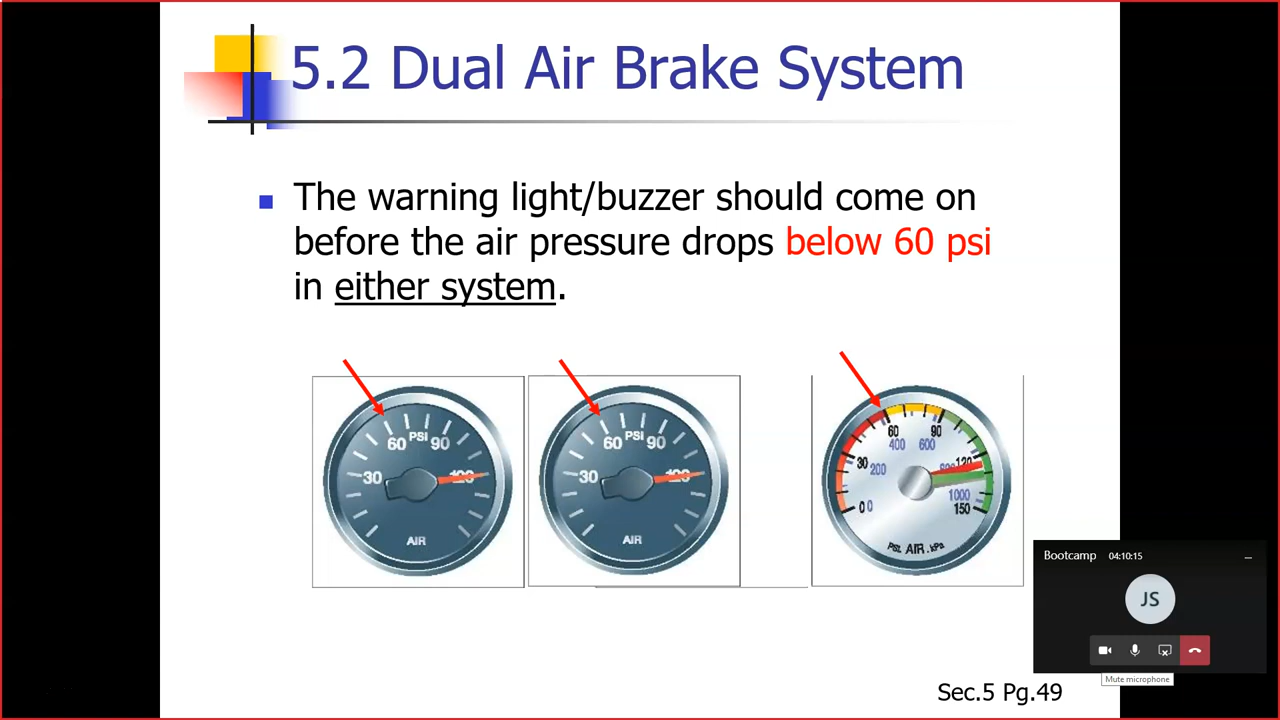 5.2 Dual Air Brake System
The warning light/buzzer should come on
before the air pressure drops below 60 psi
in either system.
60 PSI 90
30 120
AIR
60 PSI 90
30 120
AIR
60 90
400 600
30 200 120
1000
0 0 150
PSI. AIR . kPa
Bootcamp 04:10:15
JS
Mute microphone
Sec.5 Pg.49